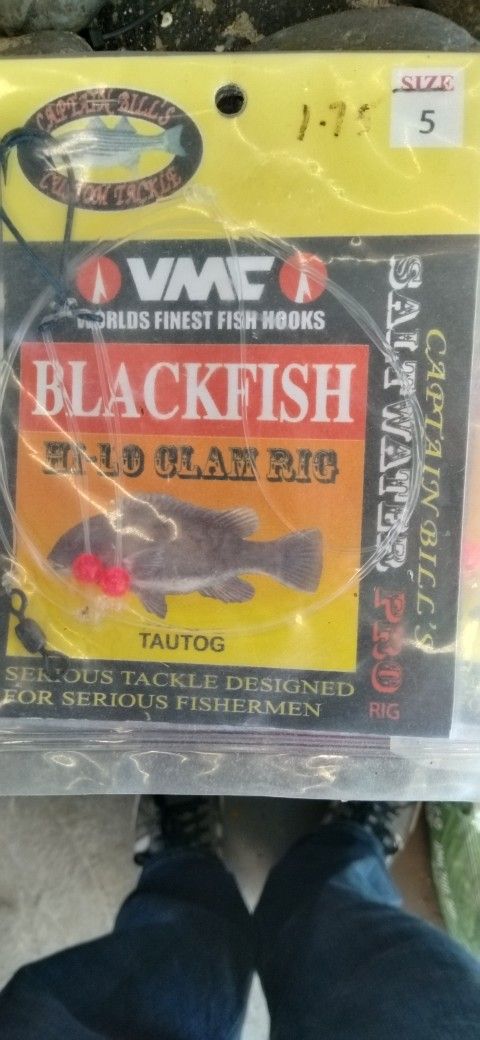 CAPTAIN BILL'S
CUSTOM TACKLE
1.75
SIZE
5
VMC
WORLDS FINEST FISH HOOKS
BLACKFISH
HI-LO CLAM RIG
TAUTOG
SERIOUS TACKLE DESIGNED
FOR SERIOUS FISHERMEN
CAPTAIN BILL'S
SALTWATER PRO
RIG